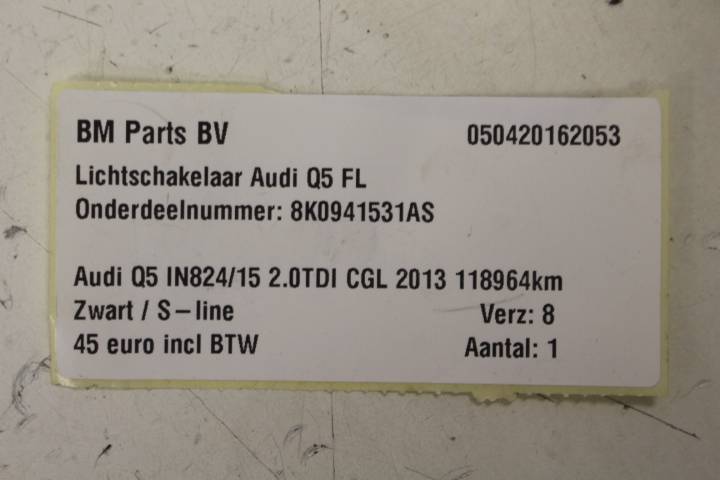 BM Parts BV 050420162053
Lichtschakelaar Audi Q5 FL
Onderdeelnummer: 8K0941531AS
Audi Q5 IN824/15 2.0TDI CGL 2013 118964km
Zwart / S-line Verz: 8
45 euro incl BTW Aantal: 1